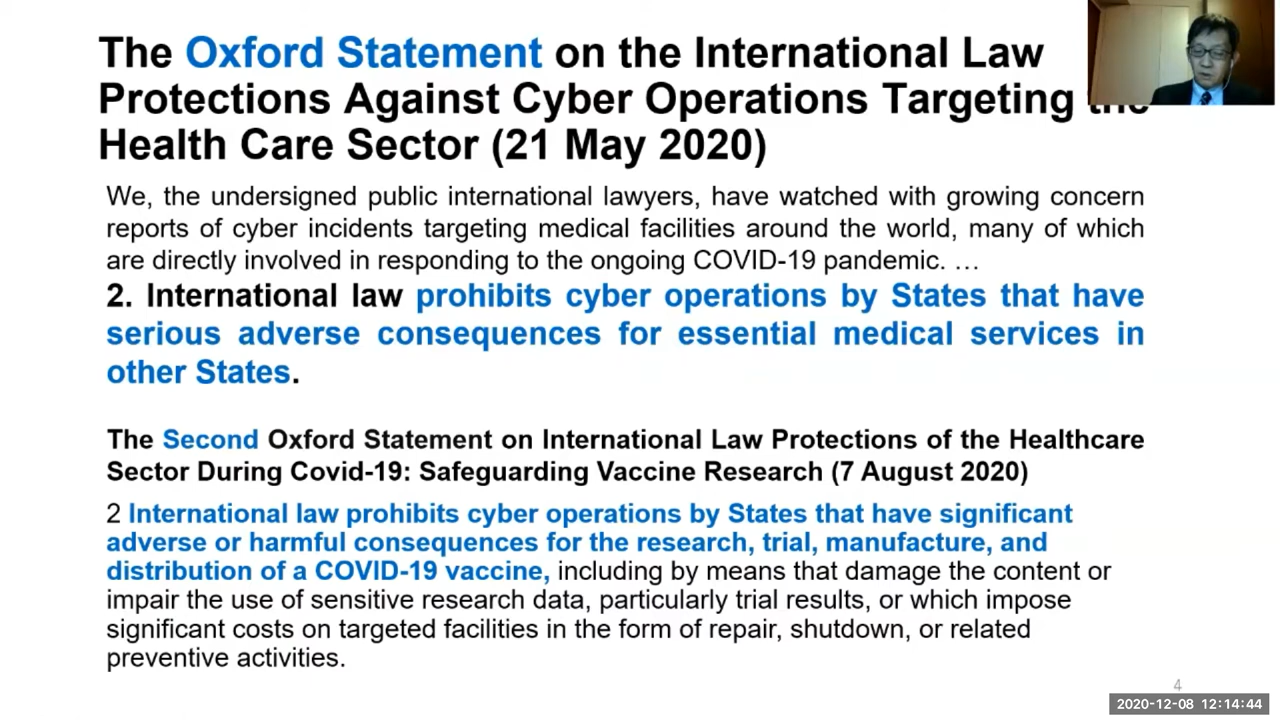 The Oxford Statement on the International Law
Protections Against Cyber Operations Targeting the
Health Care Sector (21 May 2020)
We, the undersigned public international lawyers, have watched with growing concern
reports of cyber incidents targeting medical facilities around the world, many of which
are directly involved in responding to the ongoing COVID-19 pandemic. …
2. International law prohibits cyber operations by States that have
serious adverse consequences for essential medical services in
other States.
The Second Oxford Statement on International Law Protections of the Healthcare
Sector During Covid-19: Safeguarding Vaccine Research (7 August 2020)
2 International law prohibits cyber operations by States that have significant
adverse or harmful consequences for the research, trial, manufacture, and
distribution of a COVID-19 vaccine, including by means that damage the content or
impair the use of sensitive research data, particularly trial results, or which impose
significant costs on targeted facilities in the form of repair, shutdown, or related
preventive activities.
4
2020-12-08 12:14:44